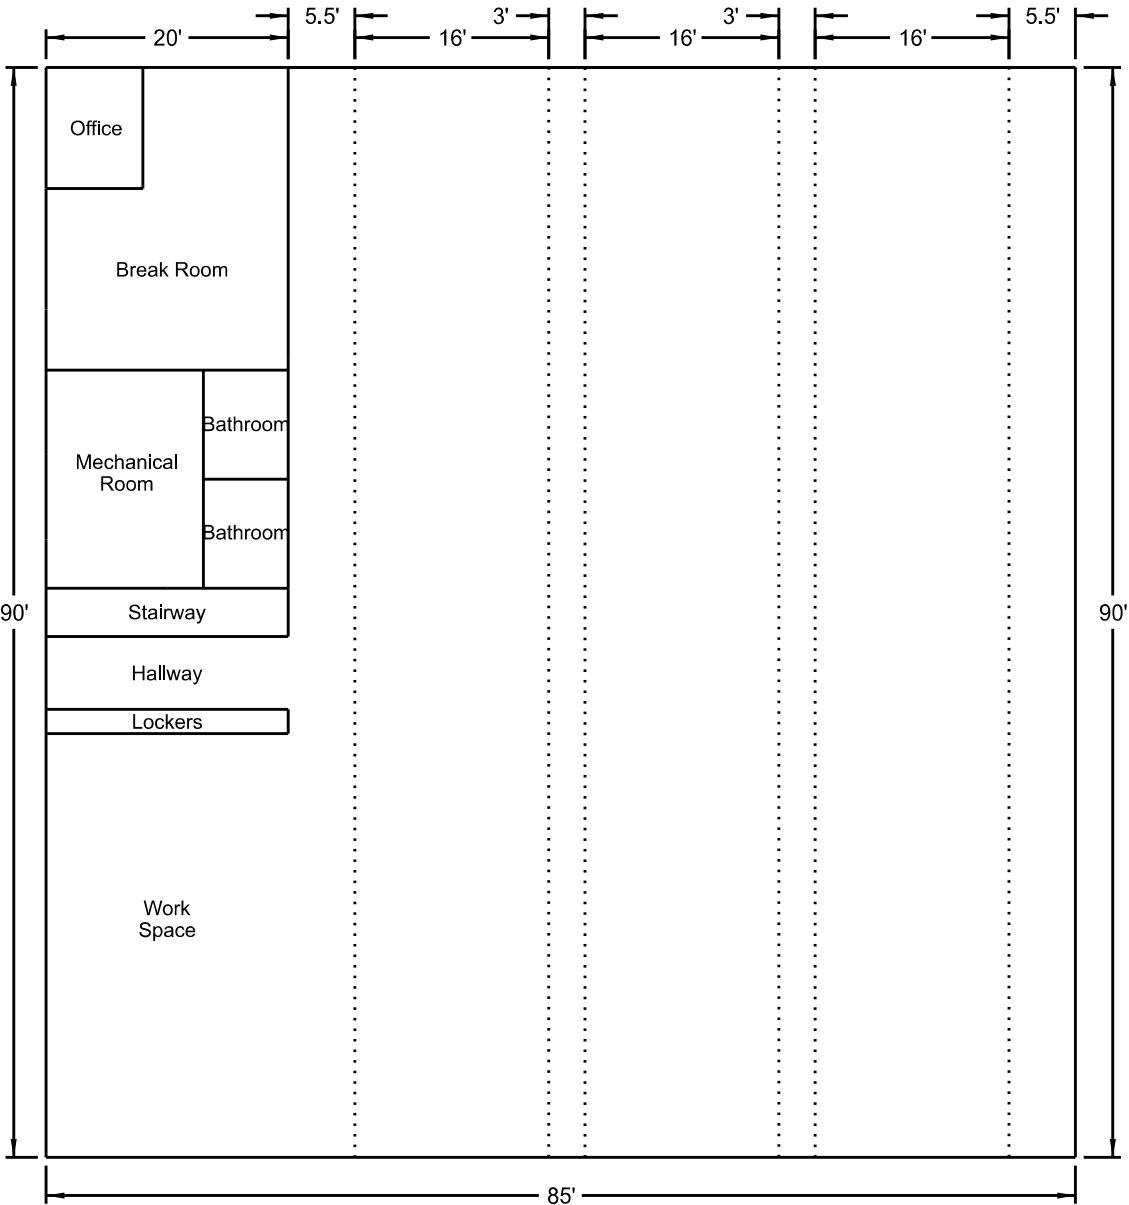 5.5' 3' 3' 5.5'
20' 16' 16' 16'
Office
Break Room
Bathroom
Mechanical
Room
Bathroom
90' Stairway 90'
Hallway
Lockers
Work
Space
85'